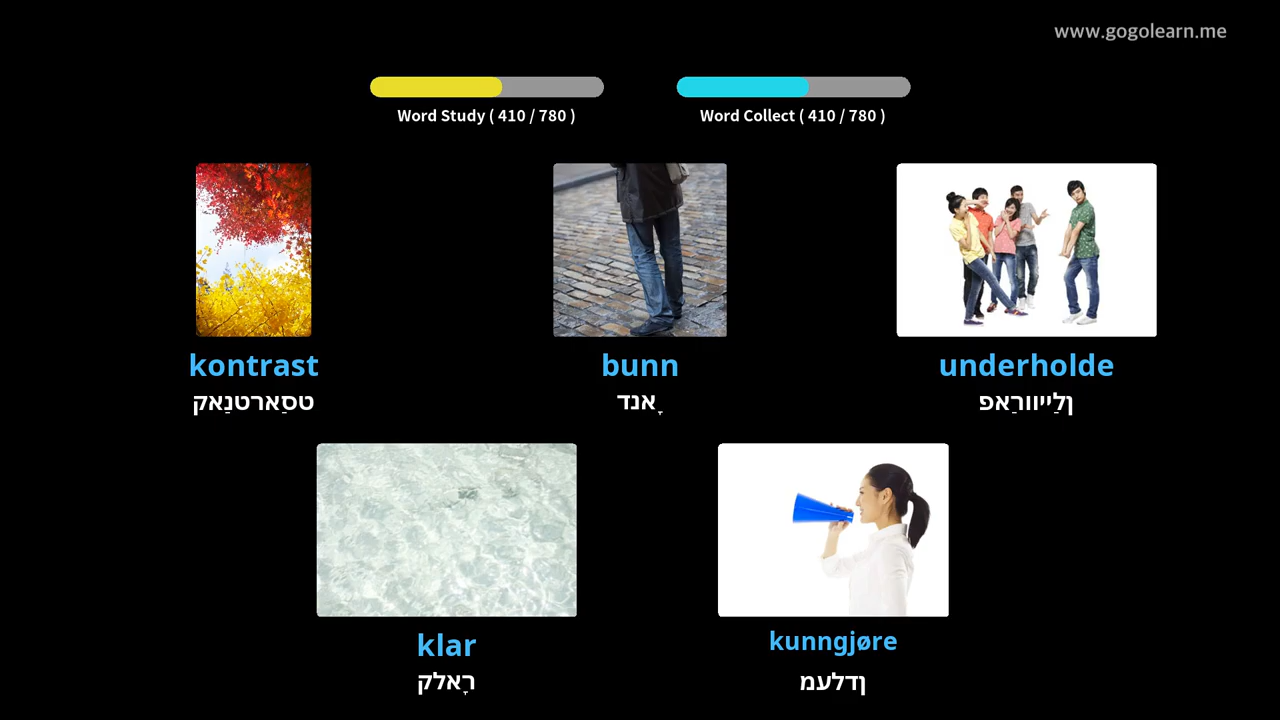 www.gogolearn.me
Word Study ( 410 / 780 )
Word Collect ( 410 / 780 )
kontrast
טסַארטנַאק
bunn
ָאנד
underholde
ןלַייוורַאפ
klar
רָאלק
kunngjøre
ןדלעמ